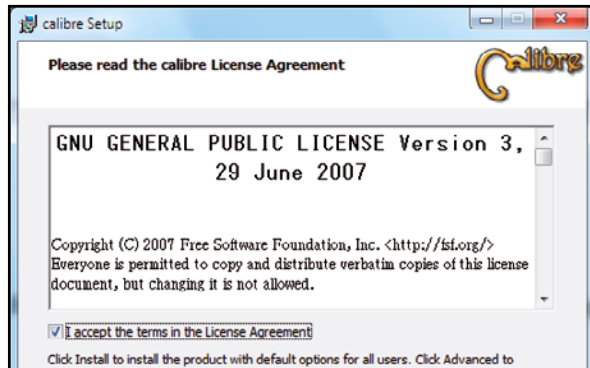 calibre Setup
Please read the calibre License Agreement
Calibre
GNU GENERAL PUBLIC LICENSE Version 3,
29 June 2007
Copyright (C) 2007 Free Software Foundation, Inc. <http://fsf.org/>
Everyone is permitted to copy and distribute verbatim copies of this license
document, but changing it is not allowed.
I accept the terms in the License Agreement
Click Install to install the product with default options for all users. Click Advanced to